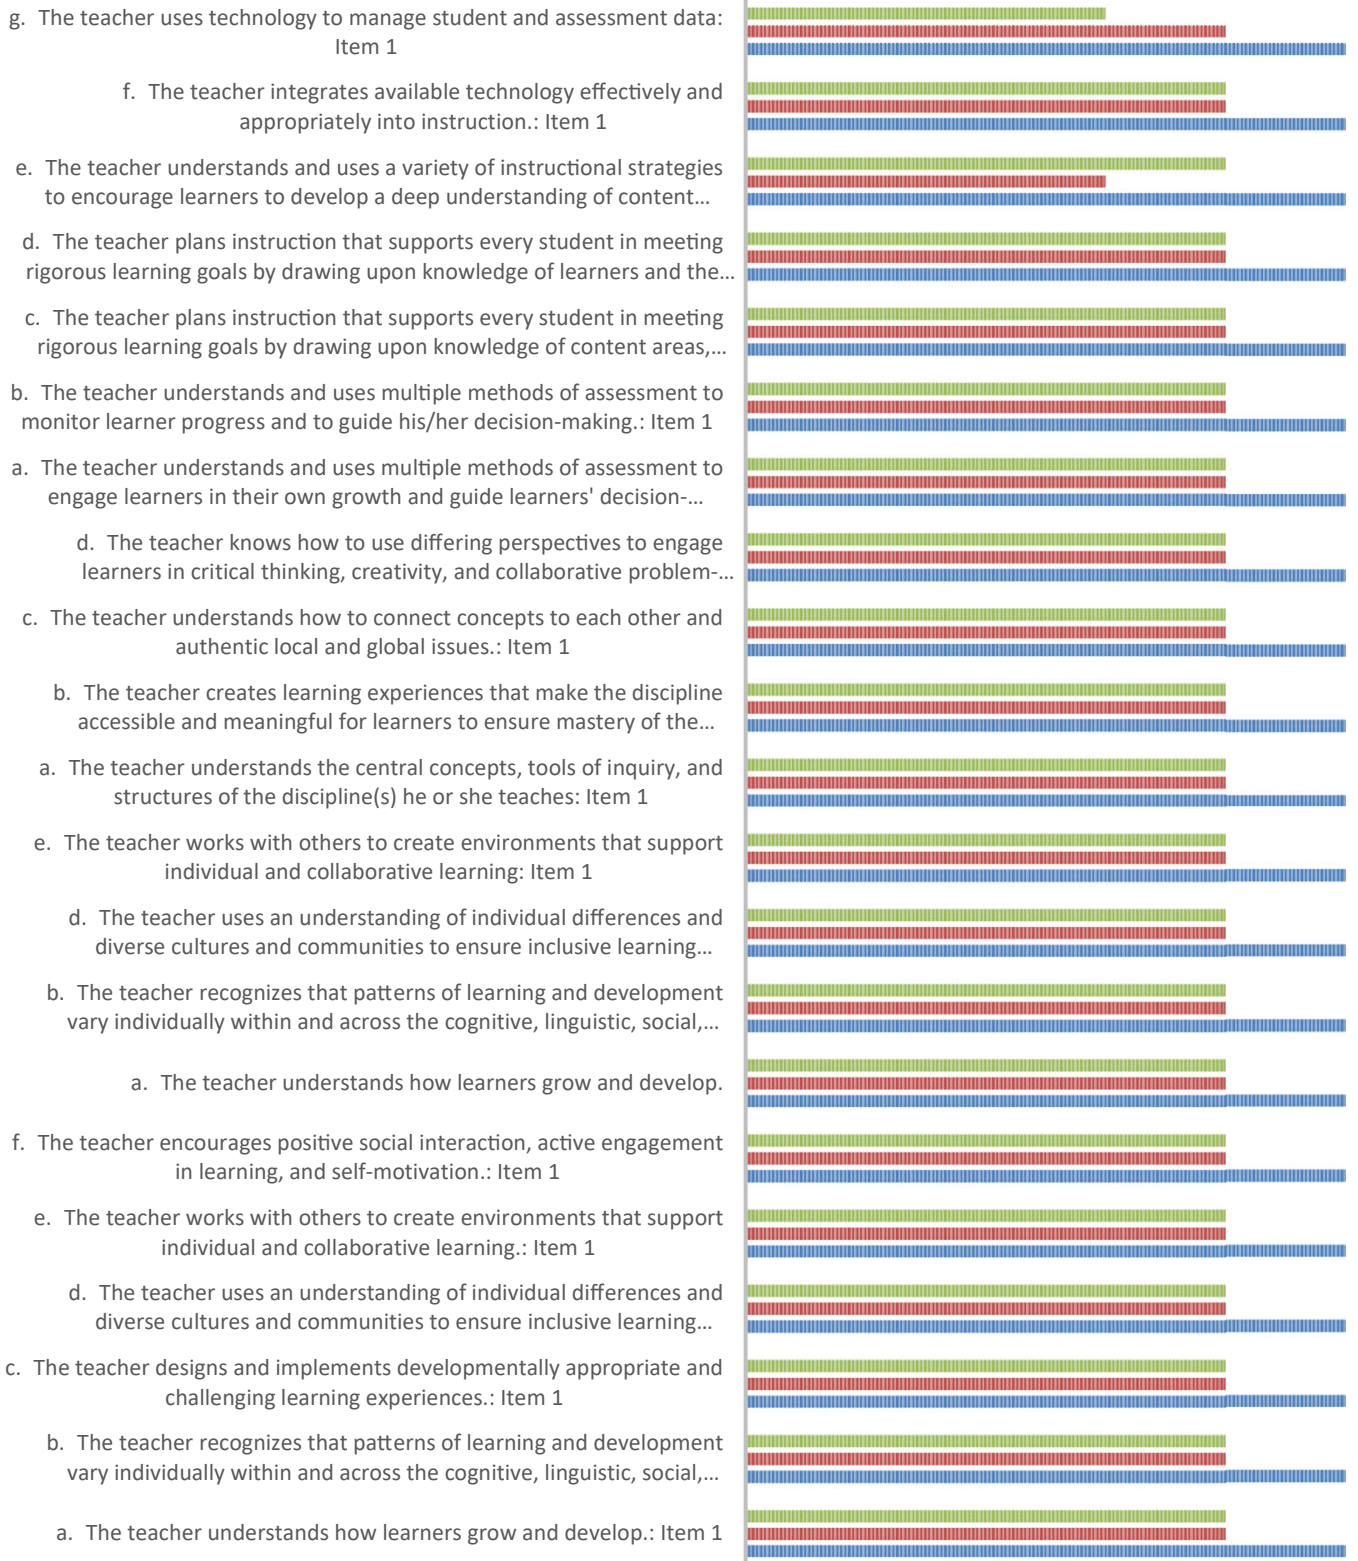 g. The teacher uses technology to manage student and assessment data:
Item 1
f. The teacher integrates available technology effectively and
appropriately into instruction.: Item 1
e. The teacher understands and uses a variety of instructional strategies
to encourage learners to develop a deep understanding of content...
d. The teacher plans instruction that supports every student in meeting
rigorous learning goals by drawing upon knowledge of learners and the...
c. The teacher plans instruction that supports every student in meeting
rigorous learning goals by drawing upon knowledge of content areas,...
b. The teacher understands and uses multiple methods of assessment to
monitor learner progress and to guide his/her decision-making.: Item 1
a. The teacher understands and uses multiple methods of assessment to
engage learners in their own growth and guide learners' decision-...
d. The teacher knows how to use differing perspectives to engage
learners in critical thinking, creativity, and collaborative problem-...
c. The teacher understands how to connect concepts to each other and
authentic local and global issues.: Item 1
b. The teacher creates learning experiences that make the discipline
accessible and meaningful for learners to ensure mastery of the...
a. The teacher understands the central concepts, tools of inquiry, and
structures of the discipline(s) he or she teaches: Item 1
e. The teacher works with others to create environments that support
individual and collaborative learning: Item 1
d. The teacher uses an understanding of individual differences and
diverse cultures and communities to ensure inclusive learning...
b. The teacher recognizes that patterns of learning and development
vary individually within and across the cognitive, linguistic, social,...
a. The teacher understands how learners grow and develop.
f. The teacher encourages positive social interaction, active engagement
in learning, and self-motivation.: Item 1
e. The teacher works with others to create environments that support
individual and collaborative learning.: Item 1
d. The teacher uses an understanding of individual differences and
diverse cultures and communities to ensure inclusive learning...
c. The teacher designs and implements developmentally appropriate and
challenging learning experiences.: Item 1
b. The teacher recognizes that patterns of learning and development
vary individually within and across the cognitive, linguistic, social,...
a. The teacher understands how learners grow and develop.: Item 1